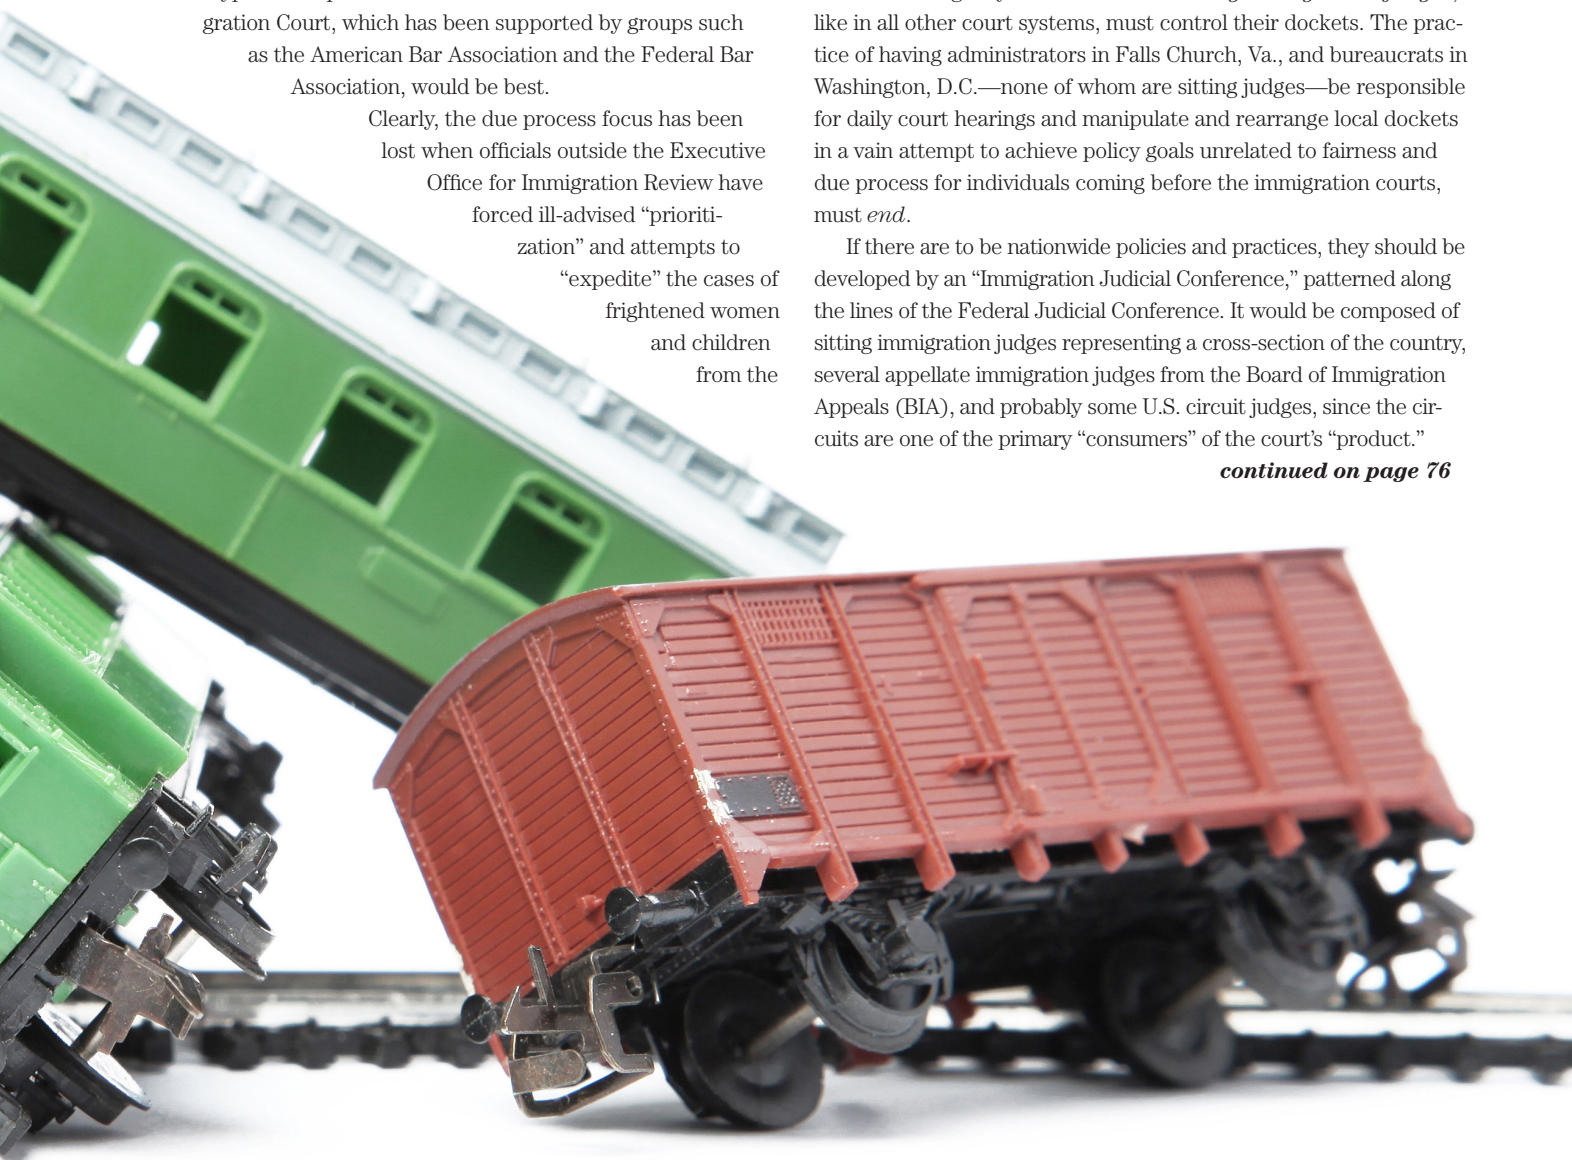 gration Court, which has been supported by groups such
as the American Bar Association and the Federal Bar
Association, would be best.
Clearly, the due process focus has been
lost when officials outside the Executive
Office for Immigration Review have
forced ill-advised “prioriti-
zation” and attempts to
“expedite” the cases of
frightened women
and children
from the
like in all other court systems, must control their dockets. The prac-
tice of having administrators in Falls Church, Va., and bureaucrats in
Washington, D.C.—none of whom are sitting judges—be responsible
for daily court hearings and manipulate and rearrange local dockets
in a vain attempt to achieve policy goals unrelated to fairness and
due process for individuals coming before the immigration courts,
must end.
If there are to be nationwide policies and practices, they should be
developed by an “Immigration Judicial Conference,” patterned along
the lines of the Federal Judicial Conference. It would be composed of
sitting immigration judges representing a cross-section of the country,
several appellate immigration judges from the Board of Immigration
Appeals (BIA), and probably some U.S. circuit judges, since the cir-
cuits are one of the primary “consumers” of the court’s “product.”
continued on page 76